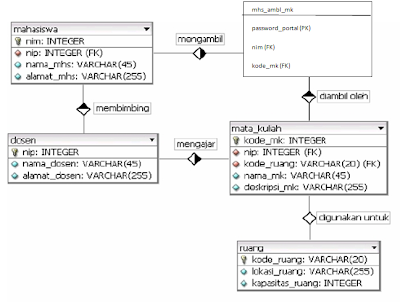 mahasiswa
nim: INTEGER
nip: INTEGER (FK)
nama_mhs: VARCHAR(45)
alamat_mhs: VARCHAR(255)
mengambil
mhs_ambl_mk
password_portal (FK)
nim (FK)
kode_mk (FK)
membimbing
diambil oleh
dosen
nip: INTEGER
nama_dosen: VARCHAR(45)
alamat_dosen: VARCHAR(255)
mengajar
mata_kulah
kode_mk: INTEGER
nip: INTEGER (FK)
kode_ruang: VARCHAR(20) (FK)
nama_mk: VARCHAR(45)
deskripsi_mk: VARCHAR(255)
digunakan untuk
ruang
kode_ruang: VARCHAR(20)
lokasi_ruang: VARCHAR(255)
kapasitas_ruang: INTEGER